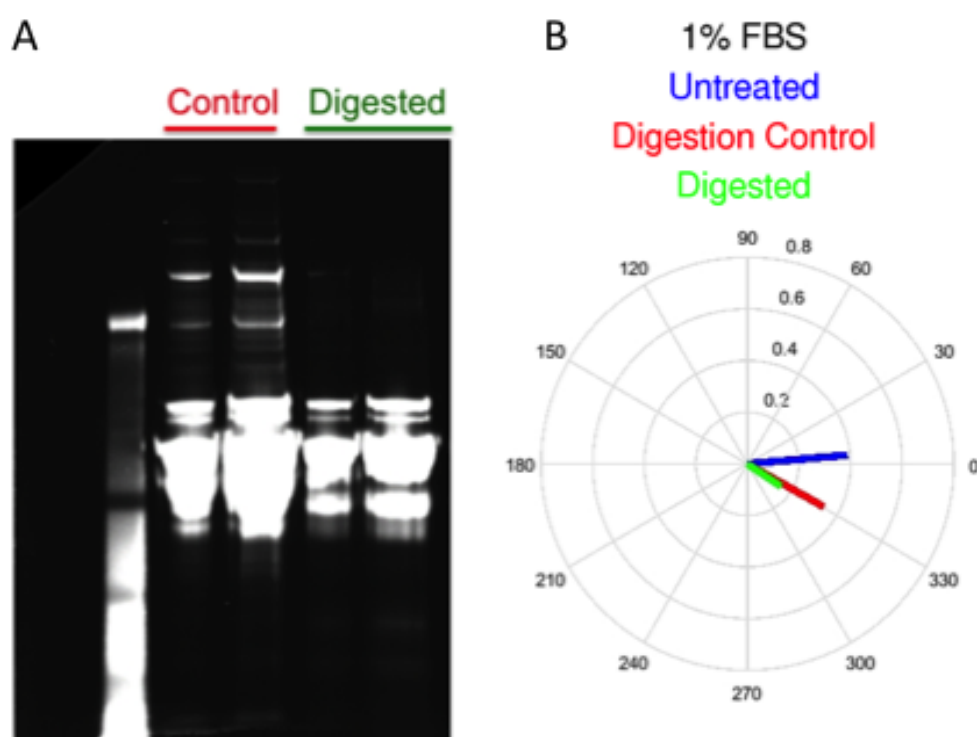 A
Control Digested
B
1% FBS
Untreated
Digestion Control
Digested
90
0.8
120
60
0.6
0.4
150
30
0.2
180
0
210
330
240
300
270